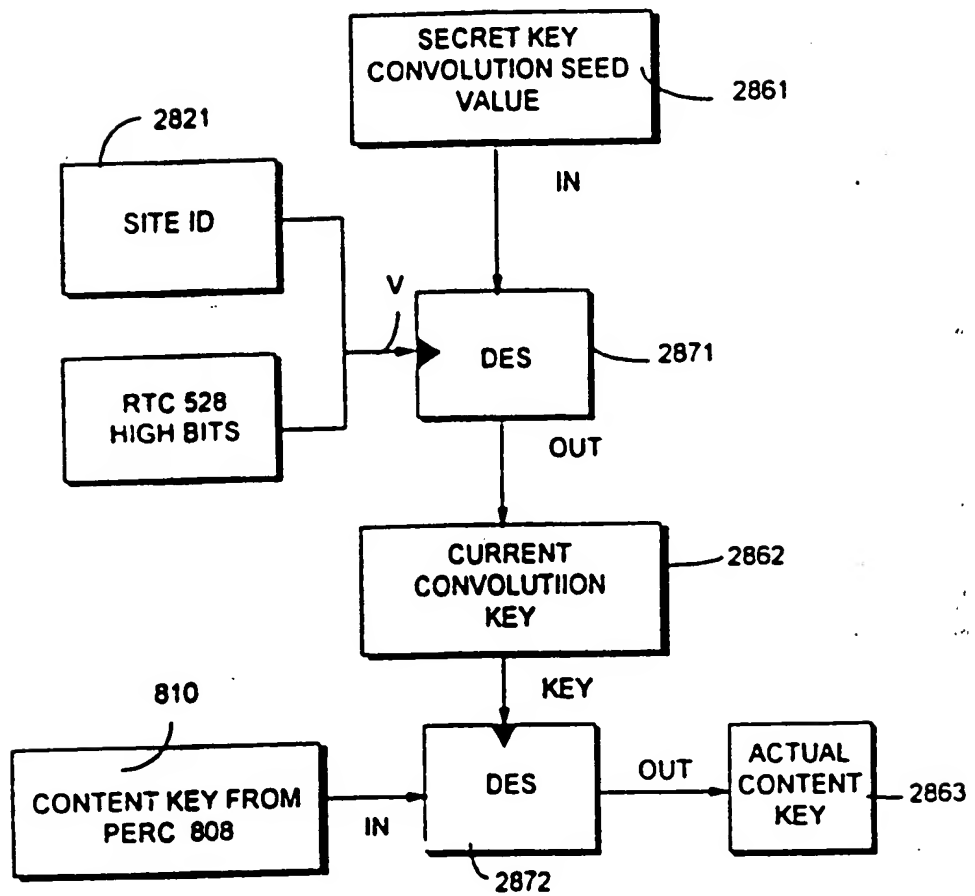 SECRET KEY
CONVOLUTION SEED
VALUE
2861
2821
IN
SITE ID
V
DES
2871
RTC 528
HIGH BITS
OUT
CURRENT
CONVOLUTIION
KEY
2862
KEY
810
CONTENT KEY FROM
PERC 808
IN
DES
OUT
ACTUAL
CONTENT
KEY
2863
2872